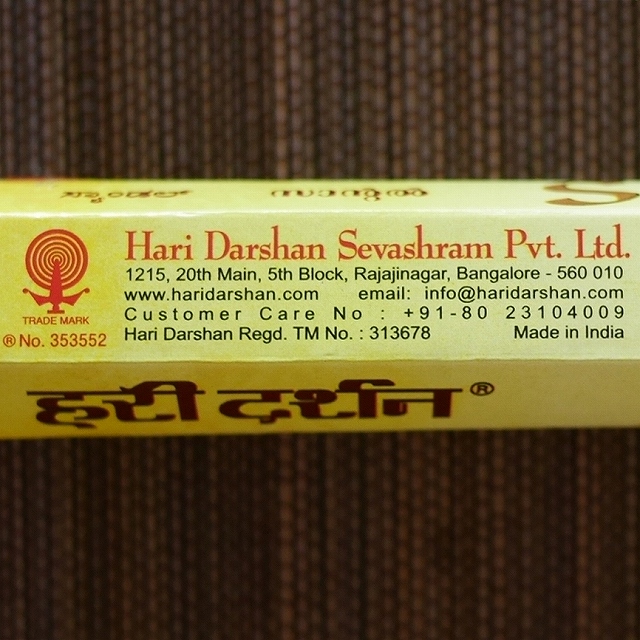 Hari Darshan Sevashram Pvt. Ltd.
1215, 20th Main, 5th Block, Rajajinagar, Bangalore - 560 010
www.haridarshan.com email: info@haridarshan.com
Customer Care No : +91-80 23104009
Hari Darshan Regd. TM No. : 313678 Made in India
TRADE MARK
® No. 353552
हरी दर्शन®